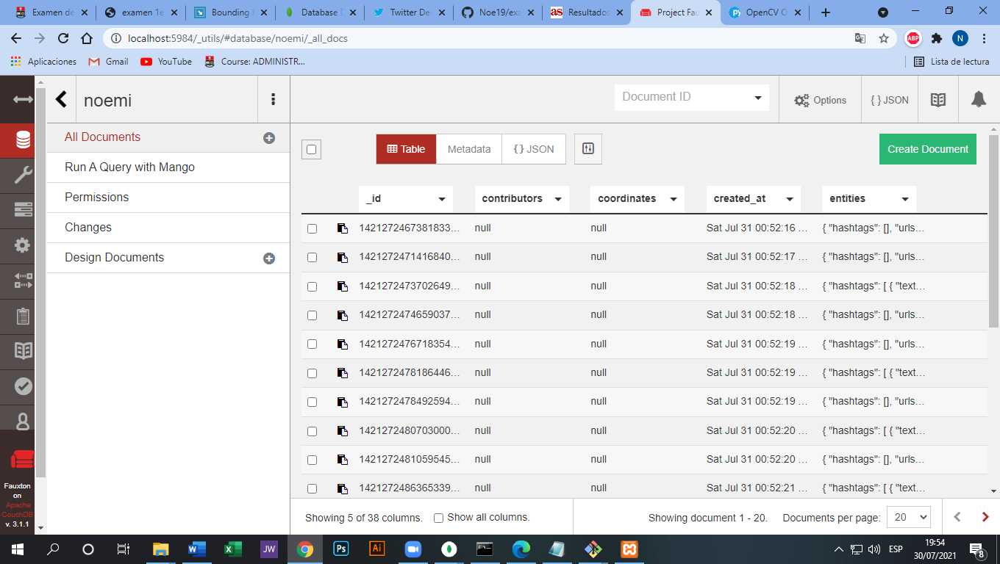 Examen de
examen 1e
Bounding
Database D
Twitter De
Noe19/exa
Resultados
Project Fau
OpenCV O
localhost:5984/_utils/#database/noemi/_all_docs
ABP
N
Aplicaciones
Gmail
YouTube
Course: ADMINISTR...
Lista de lectura
noemi
Document ID
Options
{ } JSON
All Documents
Run A Query with Mango
Permissions
Changes
Design Documents
Table
Metadata
{ } JSON
Create Document
_id contributors coordinates created_at entities
1421272467381833... null null Sat Jul 31 00:52:16 ... { "hashtags": [], "urls...
1421272471416840... null null Sat Jul 31 00:52:17 ... { "hashtags": [], "urls...
1421272473702649... null null Sat Jul 31 00:52:18 ... { "hashtags": [ { "text...
1421272474659037... null null Sat Jul 31 00:52:18 ... { "hashtags": [], "urls...
1421272476718354... null null Sat Jul 31 00:52:19 ... { "hashtags": [], "urls...
1421272478186446... null null Sat Jul 31 00:52:19 ... { "hashtags": [ { "text...
1421272478492594... null null Sat Jul 31 00:52:19 ... { "hashtags": [], "urls...
1421272480703000... null null Sat Jul 31 00:52:20 ... { "hashtags": [ { "text...
1421272481059545... null null Sat Jul 31 00:52:20 ... { "hashtags": [], "urls...
1421272486365339... null null Sat Jul 31 00:52:21 ... { "hashtags": [ { "text...
Fauxton
on
Apache
CouchDB
v. 3.1.1
Showing 5 of 38 columns.
Show all columns.
Showing document 1 - 20.
Documents per page:
20
JW
Ps
Ai
ESP
19:54
30/07/2021
8